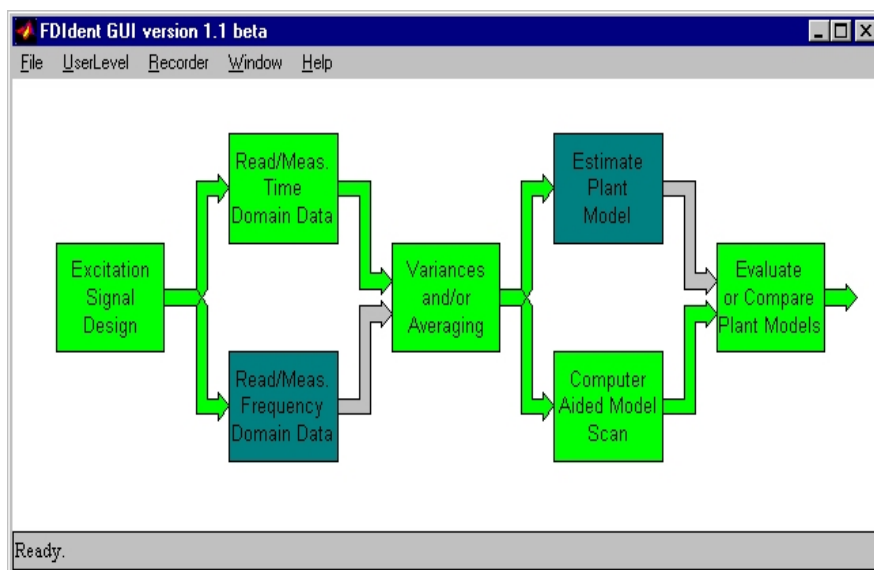 FDIdent GUI version 1.1 beta
File UserLevel Recorder Window Help
Excitation
Signal
Design
Read/Meas.
Time
Domain Data
Read/Meas.
Frequency
Domain Data
Variances
and/or
Averaging
Estimate
Plant
Model
Computer
Aided Model
Scan
Evaluate
or Compare
Plant Models
Ready.